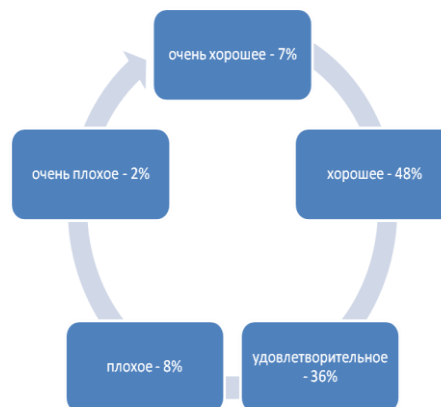 очень хорошее - 7%
хорошее - 48%
удовлетворительное
- 36%
плохое - 8%
очень плохое - 2%